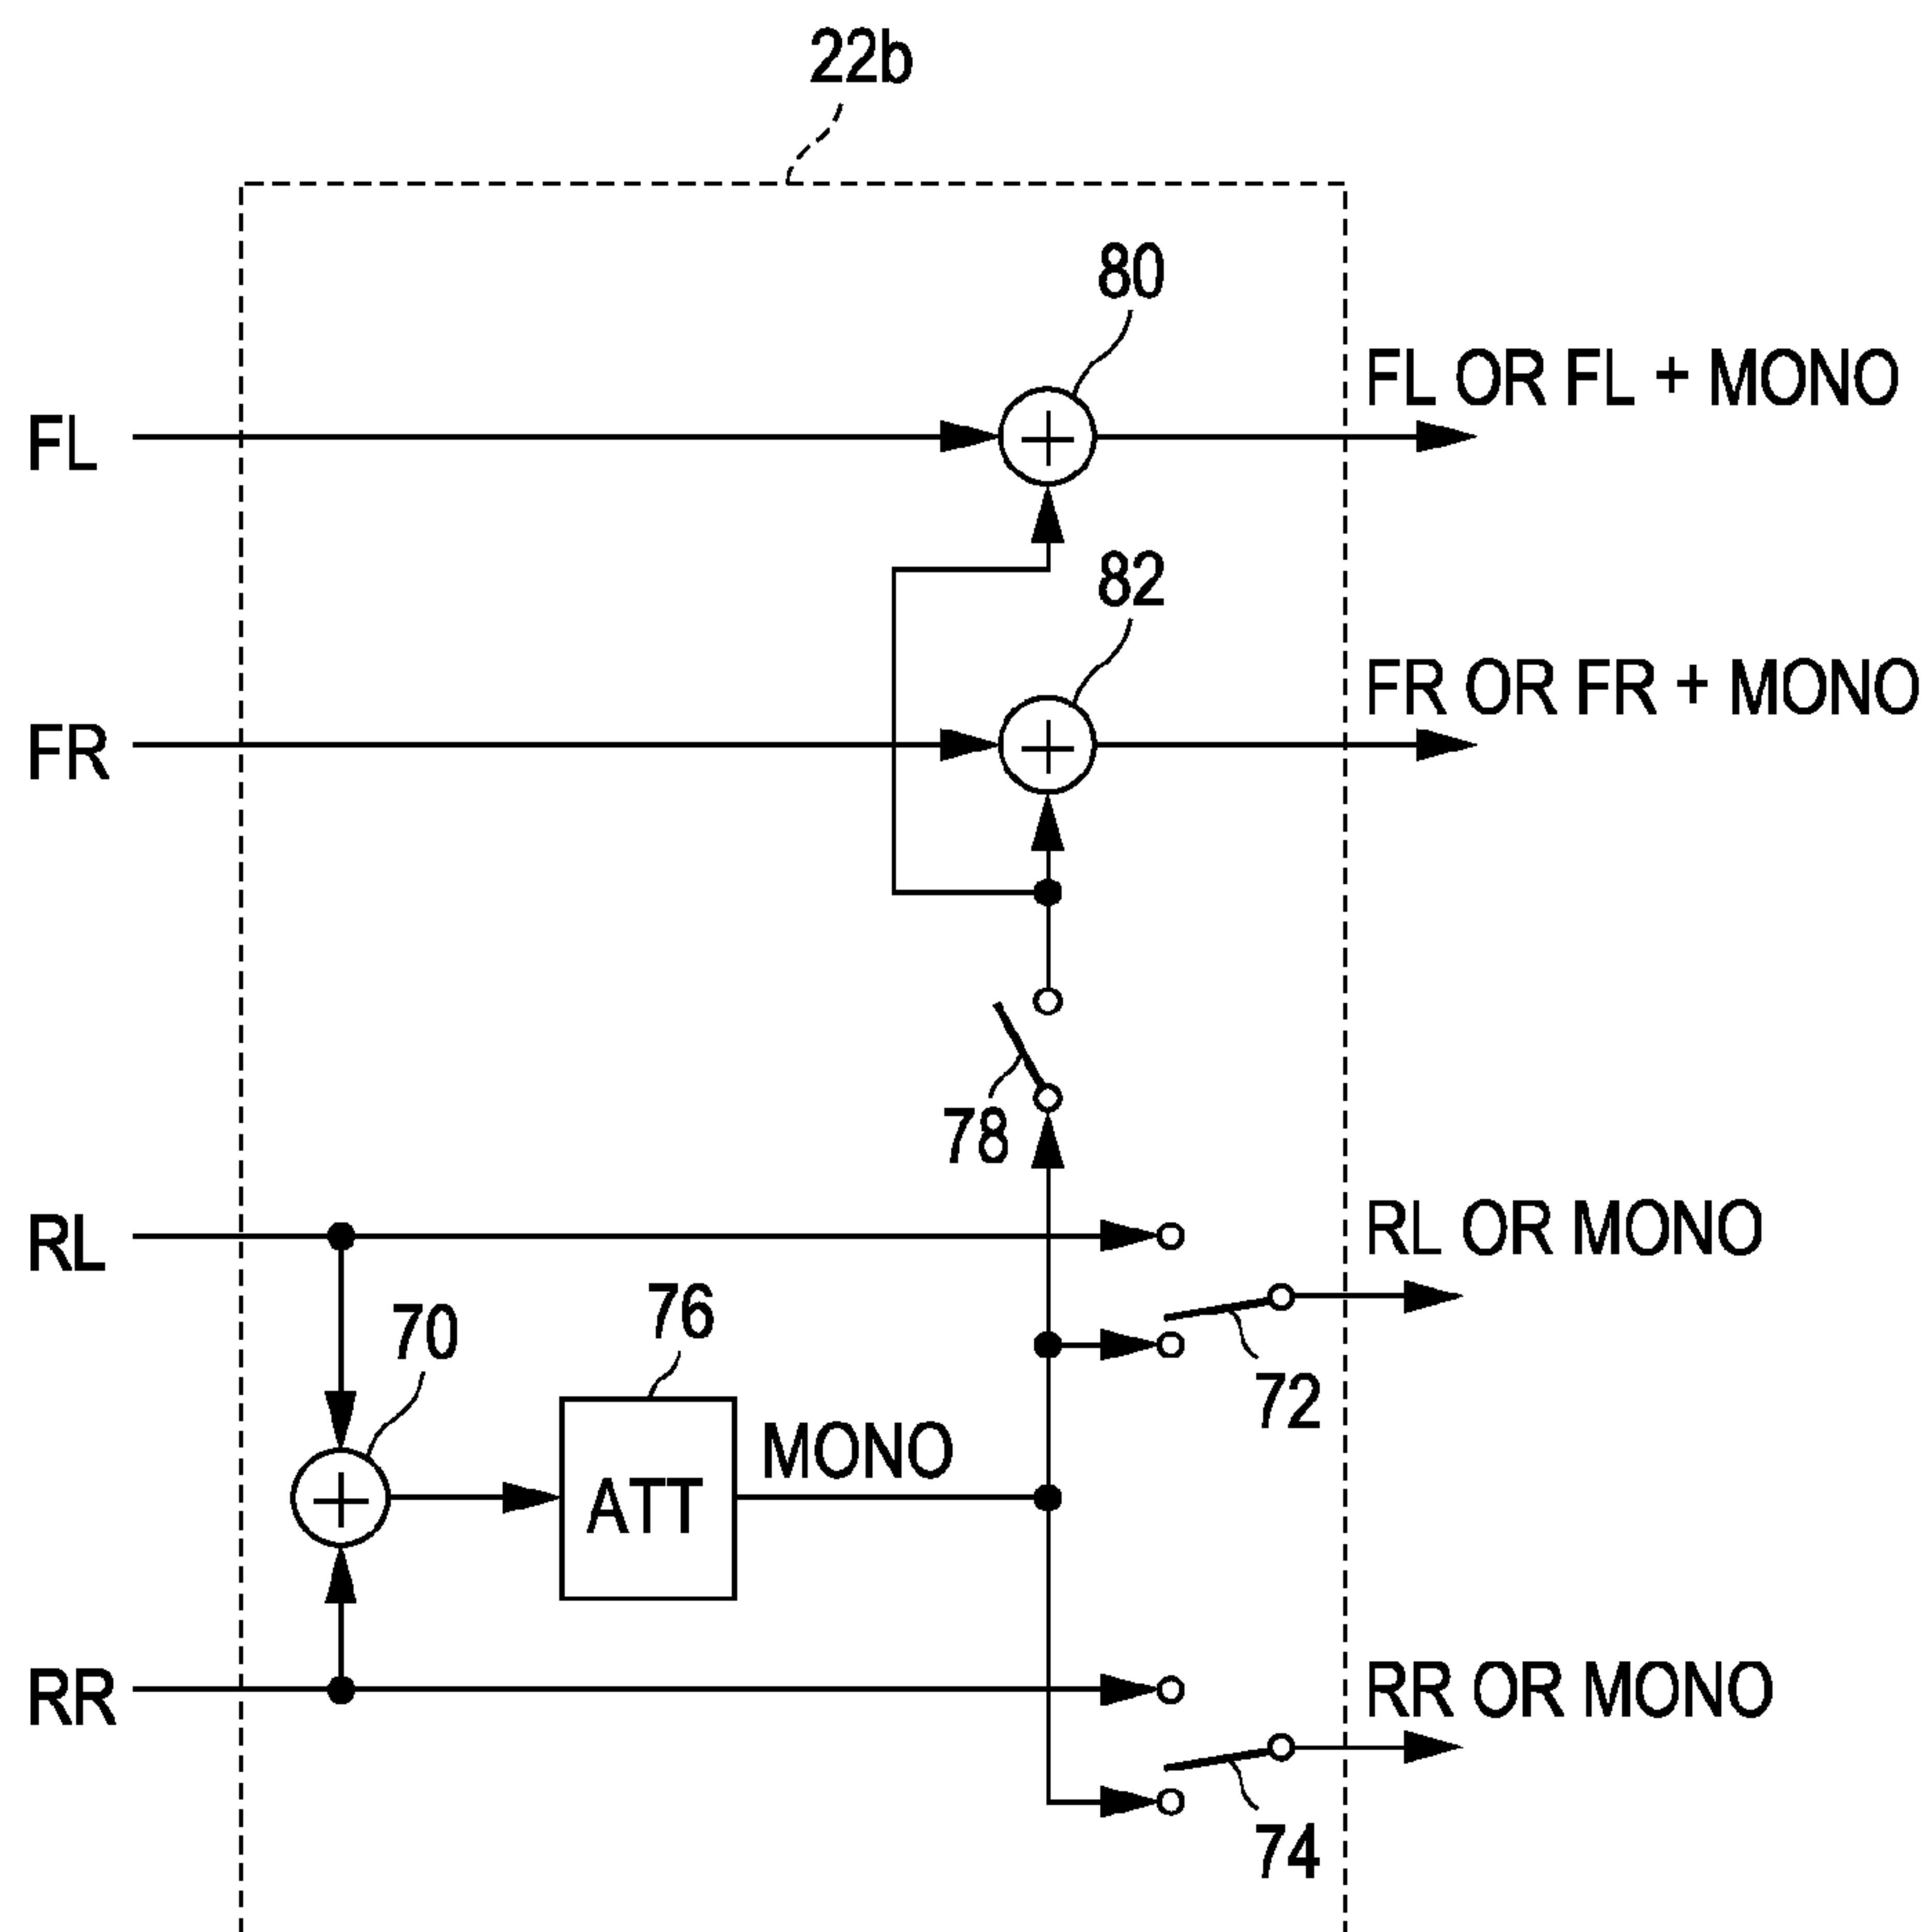 22b
80
FL OR FL + MONO
FL
82
FR OR FR + MONO
FR
78
RL OR MONO
RL
76
70
72
MONO
ATT
RR OR MONO
RR
74